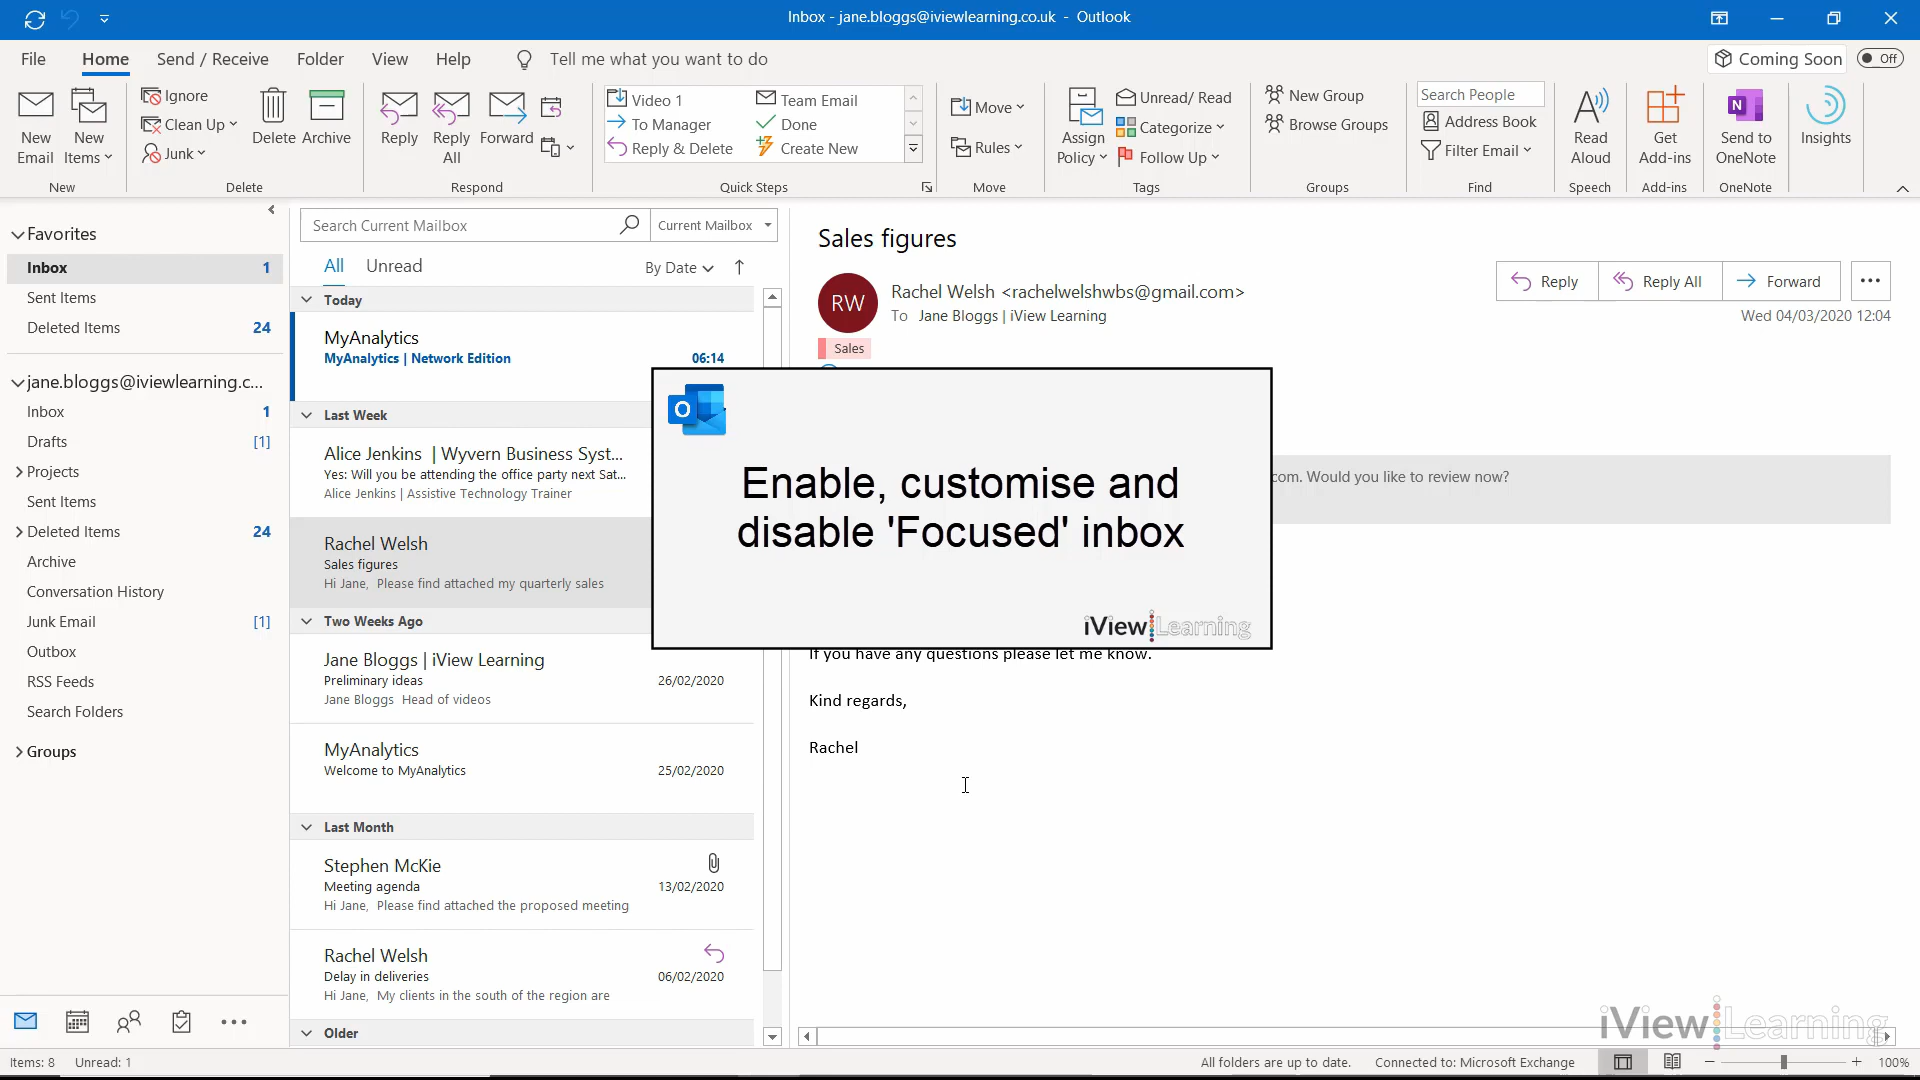 Inbox - jane.bloggs@iviewlearning.co.uk - Outlook
File Home Send / Receive Folder View Help Tell me what you want to do Coming Soon Off
New Email
New Items
Ignore
Clean Up
Junk
Delete
Archive
Reply
Reply All
Forward
Video 1
To Manager
Reply & Delete
Team Email
Done
Create New
Move
Rules
Assign Policy
Unread/ Read
Categorize
Follow Up
New Group
Browse Groups
Search People
Address Book
Filter Email
Read Aloud
Get Add-ins
Send to OneNote
Insights
New Delete Respond Quick Steps Move Tags Groups Find Speech Add-ins OneNote
Favorites
Inbox 1
Sent Items
Deleted Items 24
jane.bloggs@iviewlearning.c...
Inbox 1
Drafts [1]
Projects
Sent Items
Deleted Items 24
Archive
Conversation History
Junk Email [1]
Outbox
RSS Feeds
Search Folders
Groups
Search Current Mailbox Current Mailbox
All Unread By Date
Today
MyAnalytics
MyAnalytics | Network Edition 06:14
Last Week
Alice Jenkins | Wyvern Business Syst...
Yes: Will you be attending the office party next Sat...
Alice Jenkins | Assistive Technology Trainer
Rachel Welsh
Sales figures
Hi Jane, Please find attached my quarterly sales
Two Weeks Ago
Jane Bloggs | iView Learning
Preliminary ideas 26/02/2020
Jane Bloggs Head of videos
MyAnalytics
Welcome to MyAnalytics 25/02/2020
Last Month
Stephen McKie
Meeting agenda 13/02/2020
Hi Jane, Please find attached the proposed meeting
Rachel Welsh
Delay in deliveries 06/02/2020
Hi Jane, My clients in the south of the region are
Older
Sales figures
RW
Rachel Welsh <rachelwelshwbs@gmail.com>
To Jane Bloggs | iView Learning
Reply Reply All Forward
Wed 04/03/2020 12:04
Sales
com. Would you like to review now?
O
Enable, customise and
disable 'Focused' inbox
iView Learning
If you have any questions please let me know.
Kind regards,
Rachel
iView Learning
Items: 8 Unread: 1 All folders are up to date. Connected to: Microsoft Exchange 100%